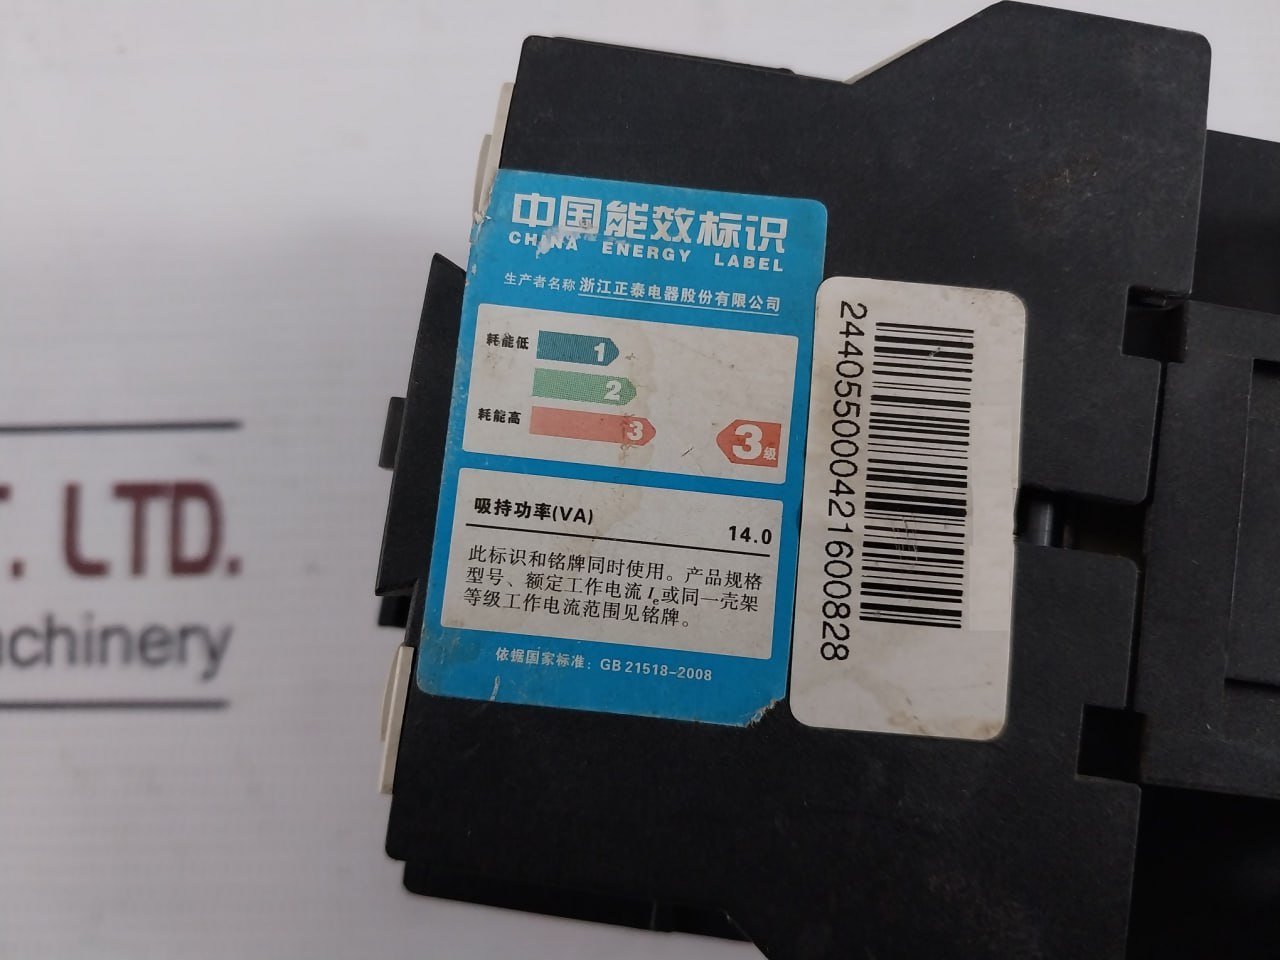 中国能效标识
CHINA ENERGY LABEL
生产者名称 浙江正泰电器股份有限公司
耗能低
1
2
耗能高
3
3级
吸持功率(VA)
14.0
此标识和铭牌同时使用。产品规格
型号、额定工作电流Ie或同一壳架
等级工作电流范围见铭牌。
依据国家标准：GB 21518-2008
244055000421600828
T. LTD.
achinery